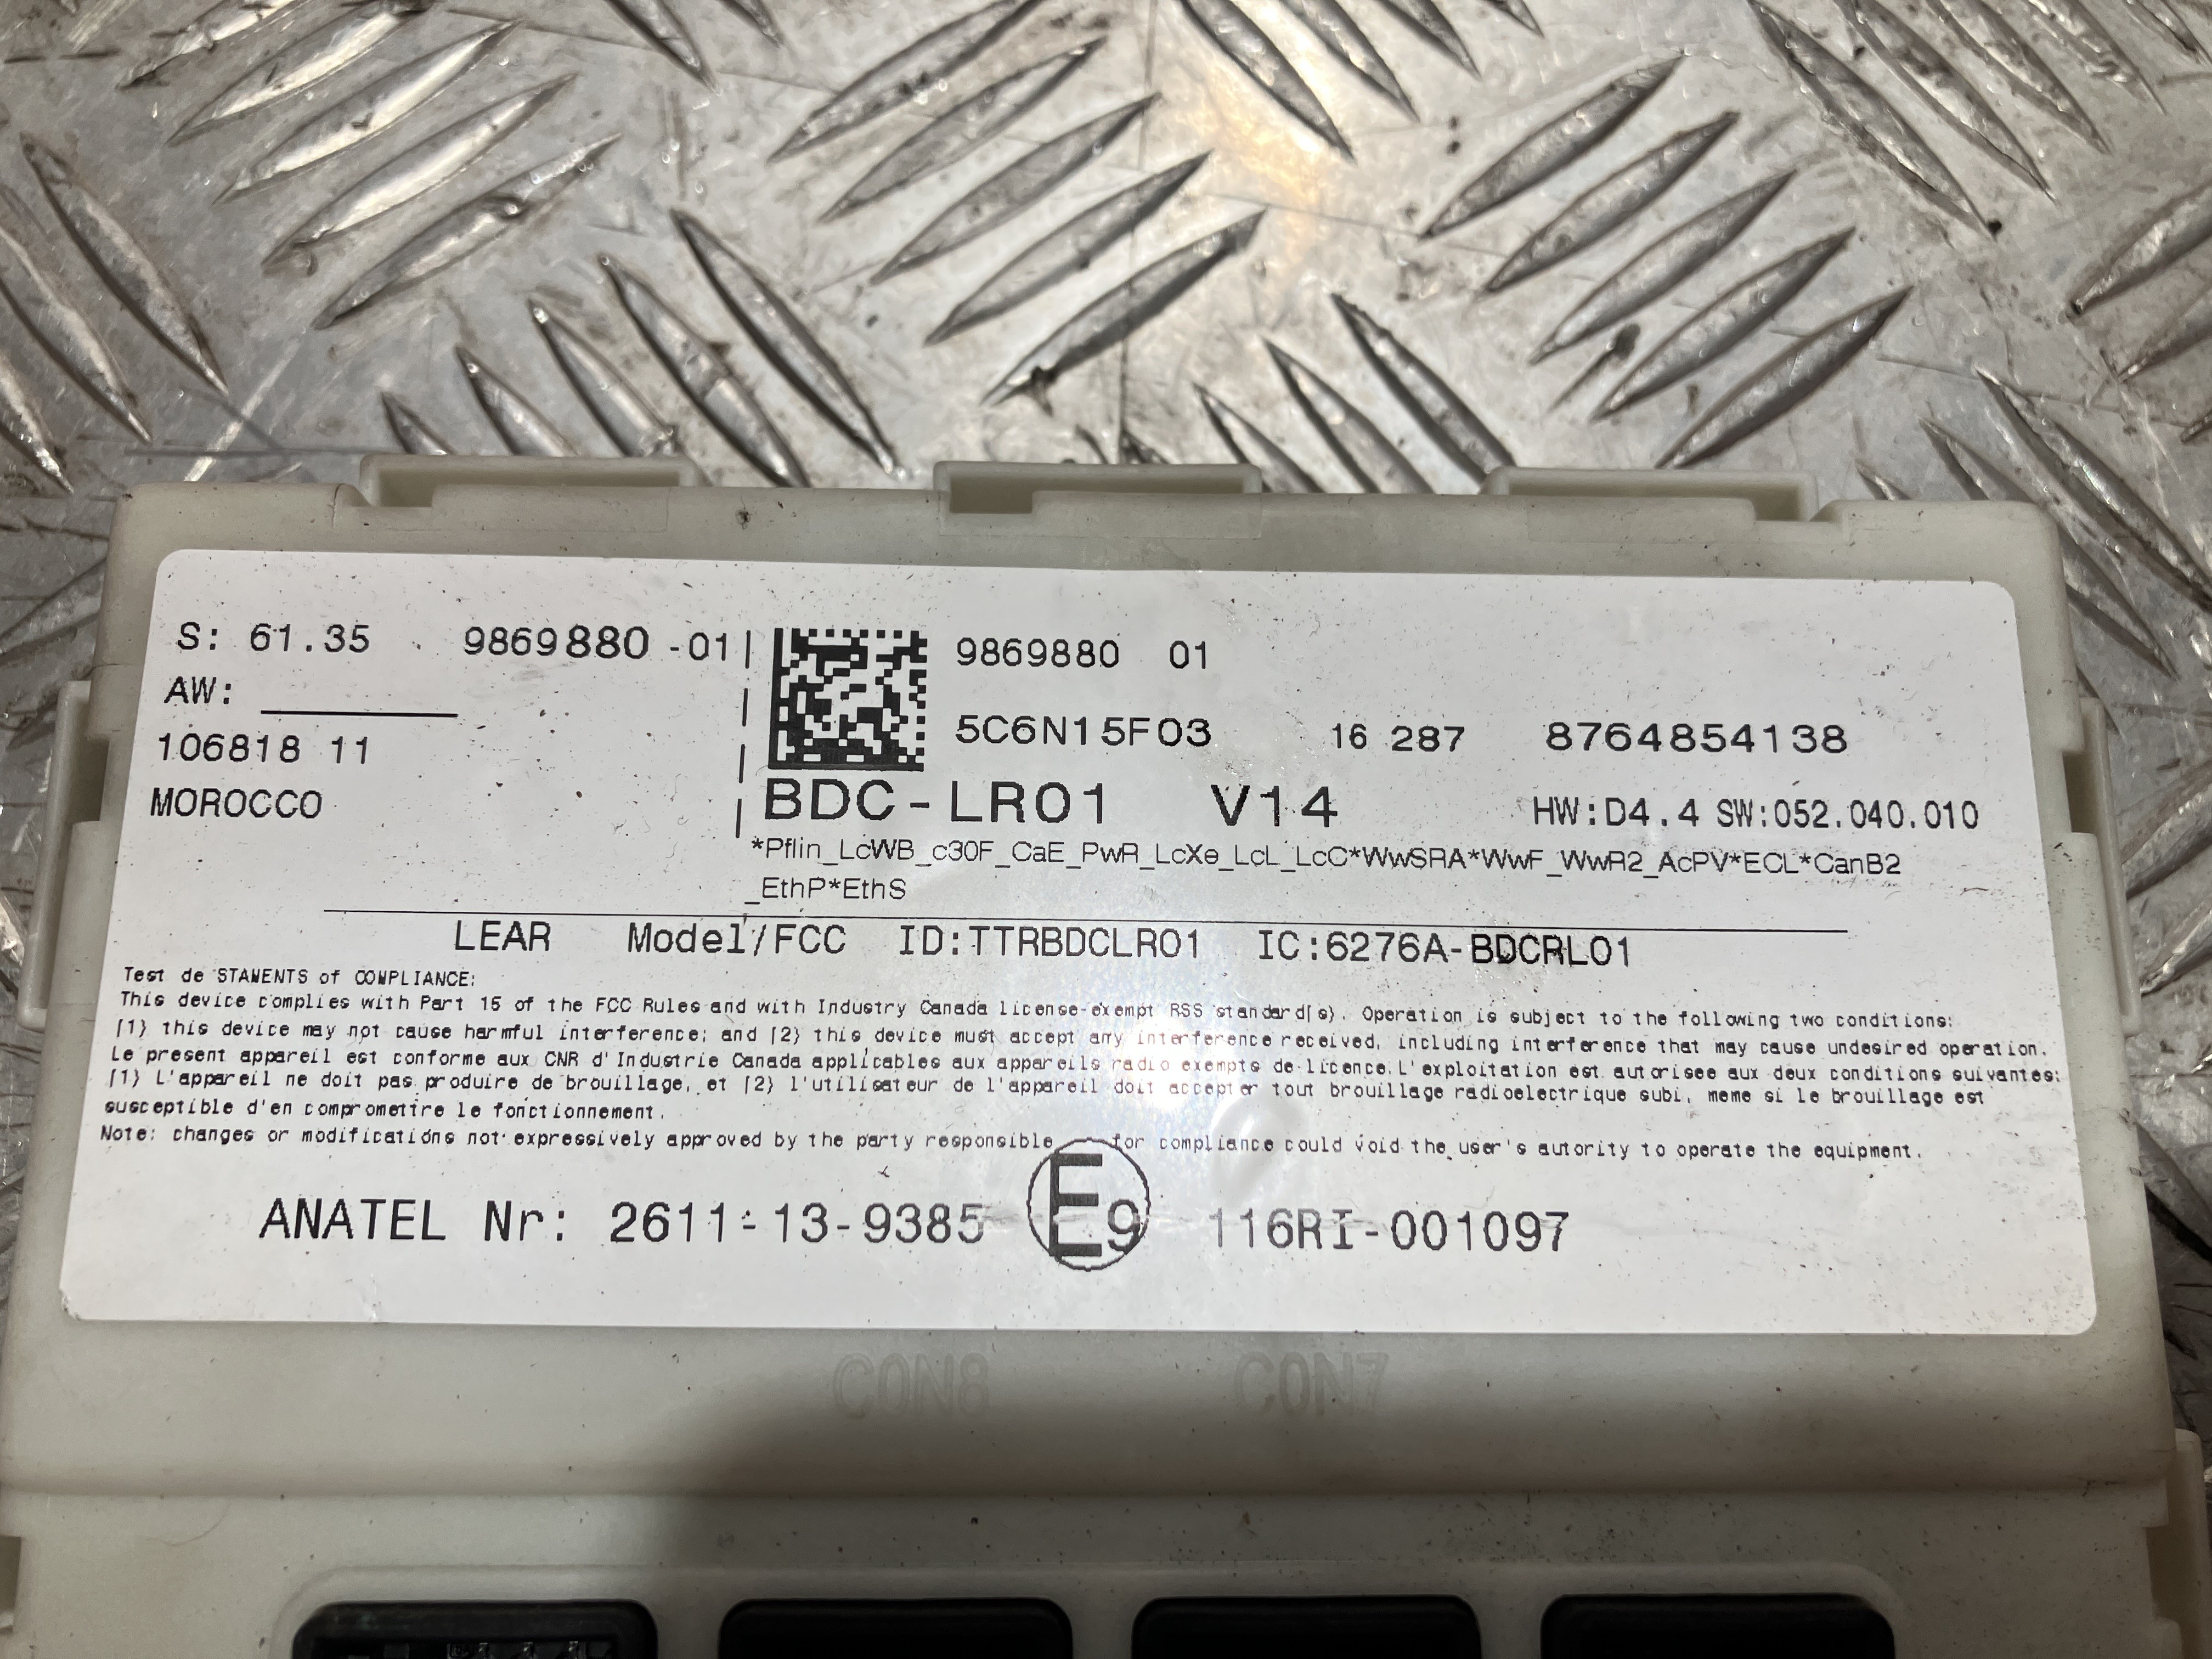 S: 61.35 9869880 -01
AW:
106818 11
MOROCCO
9869880 01
5C6N15F03 16 287 8764854138
BDC-LR01 V14 HW:D4.4 SW:052.040.010
*Pflin_LcWB_c30F_CaE_PwR_LcXe_LcL_LcC*WwSRA*WwF_WwR2_AcPV*ECL*CanB2
_EthP*EthS
LEAR Model/FCC ID:TTRBDCLR01 IC:6276A-BDCRL01
Test de STAMENTS of COMPLIANCE:
This device complies with Part 15 of the FCC Rules and with Industry Canada license-exempt RSS standard(s). Operation is subject to the following two conditions:
(1) this device may not cause harmful interference; and (2) this device must accept any interference received, including interference that may cause undesired operation.
Le present appareil est conforme aux CNR d'Industrie Canada applicables aux appareils radio exempts de licence. L'exploitation est autorisee aux deux conditions suivantes:
(1) L'appareil ne doit pas produire de brouillage, et (2) l'utilisateur de l'appareil doit accepter tout brouillage radioelectrique subi, meme si le brouillage est
susceptible d'en compromettre le fonctionnement.
Note: changes or modifications not expressively approved by the party responsible for compliance could void the user's autority to operate the equipment.
ANATEL Nr: 2611-13-9385 E9 116RI-001097
CON8 CON7